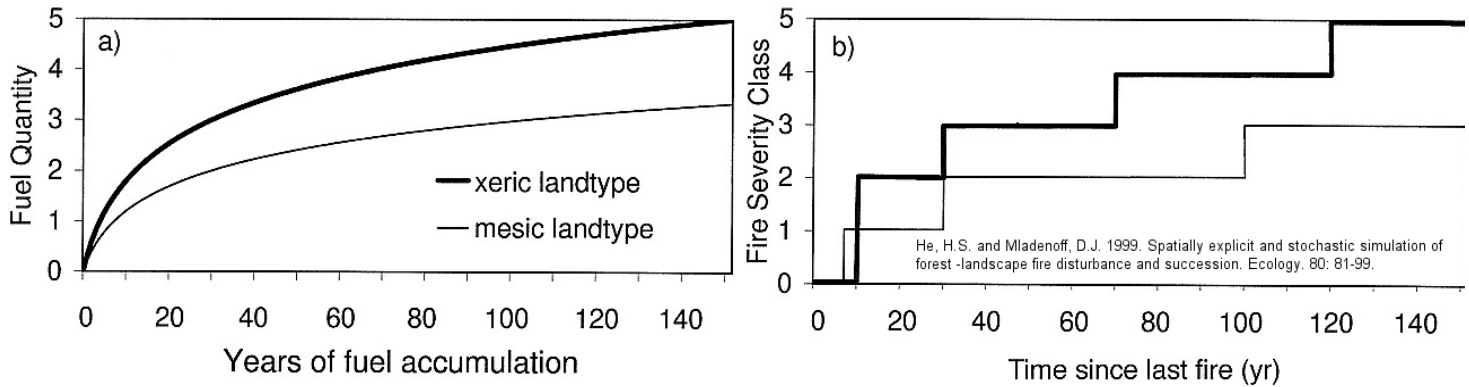 a)
Fuel Quantity
5
4
3
2
1
0
xeric landtype
mesic landtype
0 20 40 60 80 100 120 140
Years of fuel accumulation
b)
Fire Severity Class
5
4
3
2
1
0
He, H.S. and Mladenoff, D.J. 1999. Spatially explicit and stochastic simulation of
forest -landscape fire disturbance and succession. Ecology. 80: 81-99.
0 20 40 60 80 100 120 140
Time since last fire (yr)